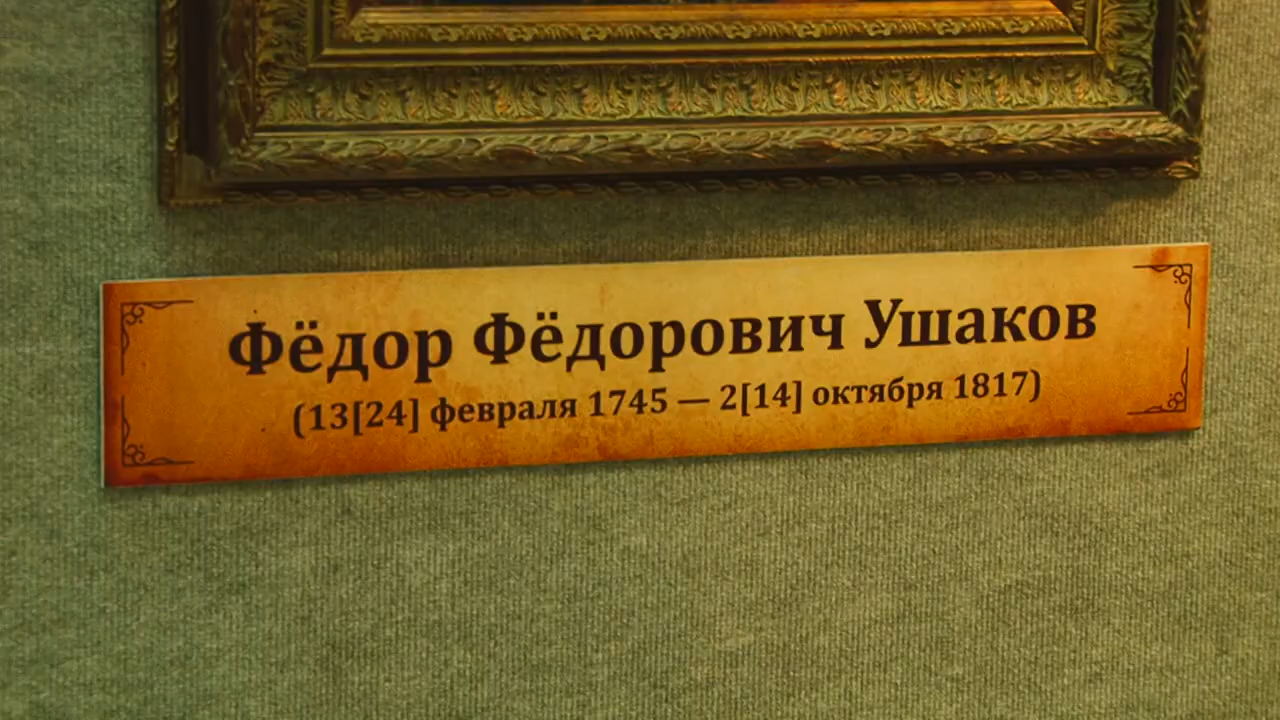 Фёдор Фёдорович Ушаков
(13[24] февраля 1745 — 2[14] октября 1817)